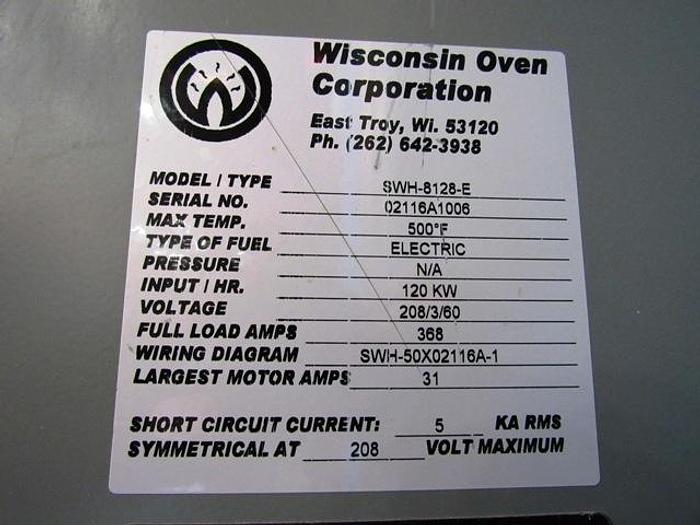 Wisconsin Oven
Corporation
East Troy, Wi. 53120
Ph. (262) 642-3938
MODEL / TYPE SWH-8128-E
SERIAL NO. 02116A1006
MAX TEMP. 500°F
TYPE OF FUEL ELECTRIC
PRESSURE N/A
INPUT / HR. 120 KW
VOLTAGE 208/3/60
FULL LOAD AMPS 368
WIRING DIAGRAM SWH-50X02116A-1
LARGEST MOTOR AMPS 31
SHORT CIRCUIT CURRENT: 5 KA RMS
SYMMETRICAL AT 208 VOLT MAXIMUM